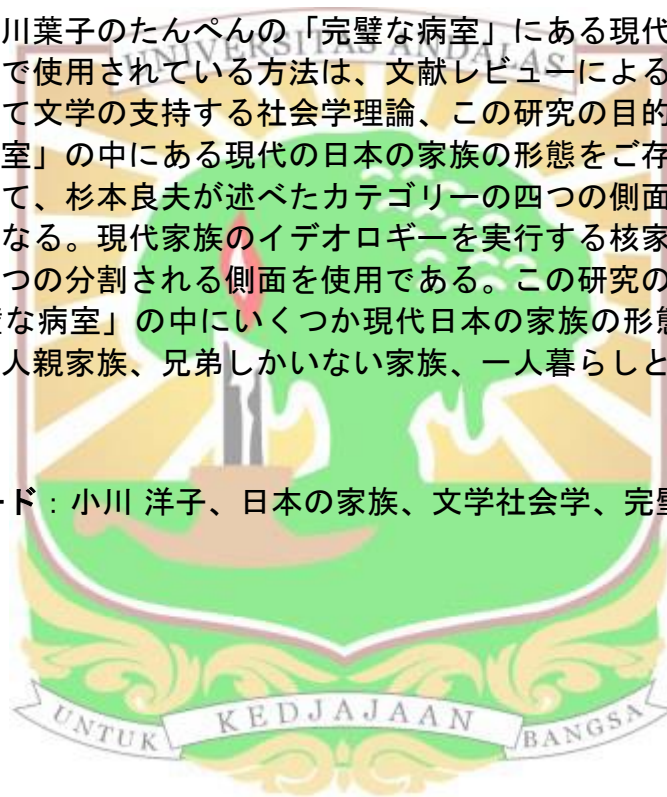 川葉子のたんぺんの「完璧な病室」にある現代
UNIVERSITAS ANDALAS
で使用されている方法は、文献レビューによる
て文学の支持する社会学理論、この研究の目的
室」の中にある現代の日本の家族の形態をご存
て、杉本良夫が述べたカテゴリーの四つの側面
なる。現代家族のイデオロギーを実行する核家
つの分割される側面を使用である。この研究の
な病室」の中にいくつか現代日本の家族の形態
人親家族、兄弟しかいない家族、一人暮らしと
ード：小川 洋子、日本の家族、文学社会学、完璧
UNTUK KEDJAJAAN BANGSA